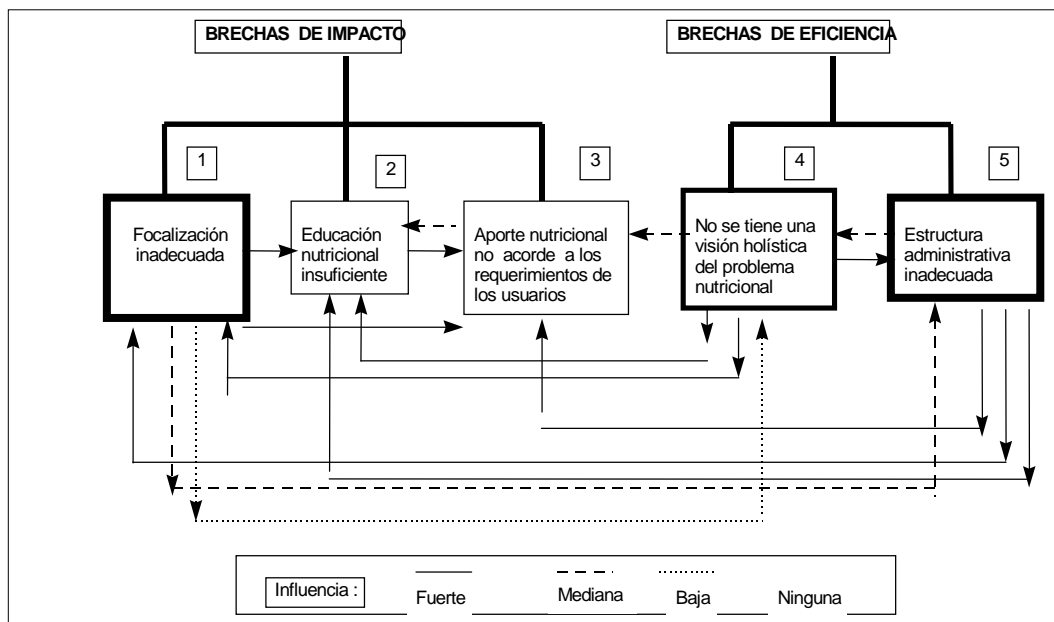 BRECHAS DE IMPACTO
BRECHAS DE EFICIENCIA
1
2
3
4
5
Focalización
inadecuada
Educación
nutricional
insuficiente
Aporte nutricional
no acorde a los
requerimientos de
los usuarios
No se tiene una
visión holística
del problema
nutricional
Estructura
administrativa
inadecuada
Influencia :
Fuerte
Mediana
Baja
Ninguna